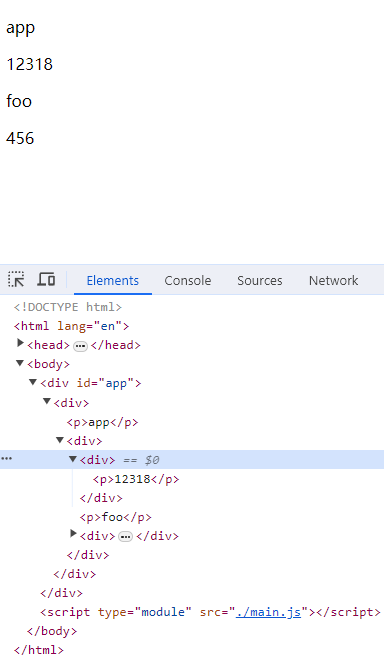 app
12318
foo
456
Elements Console Sources Network
<!DOCTYPE html>
<html lang="en">
<head> ••• </head>
<body>
<div id="app">
<div>
<p>app</p>
<div>
••• <div> == $0
<p>12318</p>
</div>
<p>foo</p>
<div> ••• </div>
</div>
</div>
</div>
<script type="module" src="./main.js"></script>
</body>
</html>